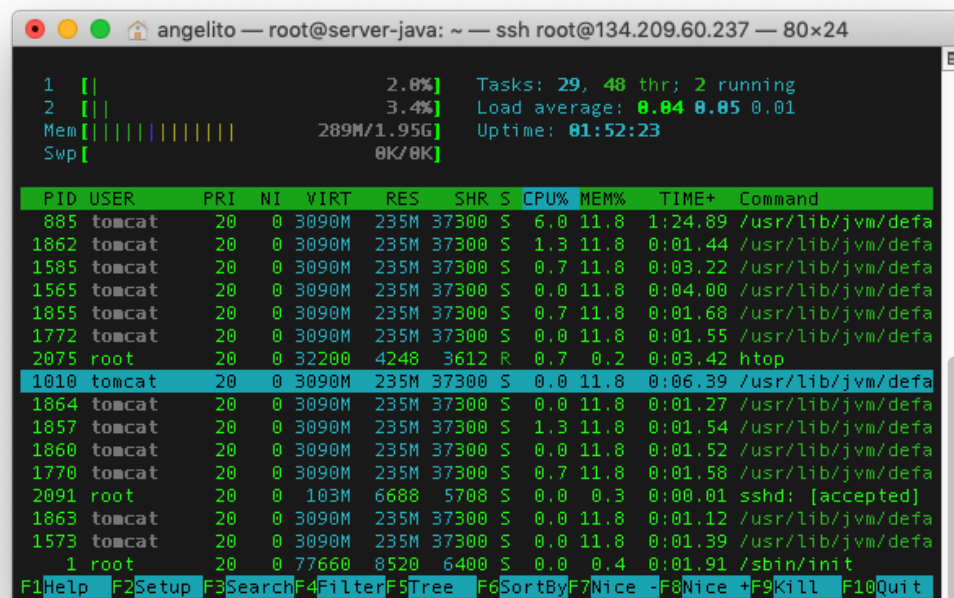 angelito — root@server-java: ~ — ssh root@134.209.60.237 — 80×24
1 [| 2.0%] Tasks: 29, 48 thr; 2 running
2 [|| 3.4%] Load average: 0.04 0.05 0.01
Mem[||||||||||||||| 289M/1.95G] Uptime: 01:52:23
Swp[ 0K/0K]
PID USER PRI NI VIRT RES SHR S CPU% MEM% TIME+ Command
885 tomcat 20 0 3090M 235M 37300 S 6.0 11.8 1:24.89 /usr/lib/jvm/defa
1862 tomcat 20 0 3090M 235M 37300 S 1.3 11.8 0:01.44 /usr/lib/jvm/defa
1585 tomcat 20 0 3090M 235M 37300 S 0.7 11.8 0:03.22 /usr/lib/jvm/defa
1565 tomcat 20 0 3090M 235M 37300 S 0.0 11.8 0:04.00 /usr/lib/jvm/defa
1855 tomcat 20 0 3090M 235M 37300 S 0.7 11.8 0:01.68 /usr/lib/jvm/defa
1772 tomcat 20 0 3090M 235M 37300 S 0.0 11.8 0:01.55 /usr/lib/jvm/defa
2075 root 20 0 32200 4248 3612 R 0.7 0.2 0:03.42 htop
1010 tomcat 20 0 3090M 235M 37300 S 0.0 11.8 0:06.39 /usr/lib/jvm/defa
1864 tomcat 20 0 3090M 235M 37300 S 0.0 11.8 0:01.27 /usr/lib/jvm/defa
1857 tomcat 20 0 3090M 235M 37300 S 1.3 11.8 0:01.54 /usr/lib/jvm/defa
1860 tomcat 20 0 3090M 235M 37300 S 0.0 11.8 0:01.52 /usr/lib/jvm/defa
1770 tomcat 20 0 3090M 235M 37300 S 0.7 11.8 0:01.58 /usr/lib/jvm/defa
2091 root 20 0 103M 6688 5708 S 0.0 0.3 0:00.01 sshd: [accepted]
1863 tomcat 20 0 3090M 235M 37300 S 0.0 11.8 0:01.12 /usr/lib/jvm/defa
1573 tomcat 20 0 3090M 235M 37300 S 0.0 11.8 0:01.39 /usr/lib/jvm/defa
1 root 20 0 77660 8520 6400 S 0.0 0.4 0:01.91 /sbin/init
F1Help F2Setup F3SearchF4FilterF5Tree F6SortByF7Nice -F8Nice +F9Kill F10Quit